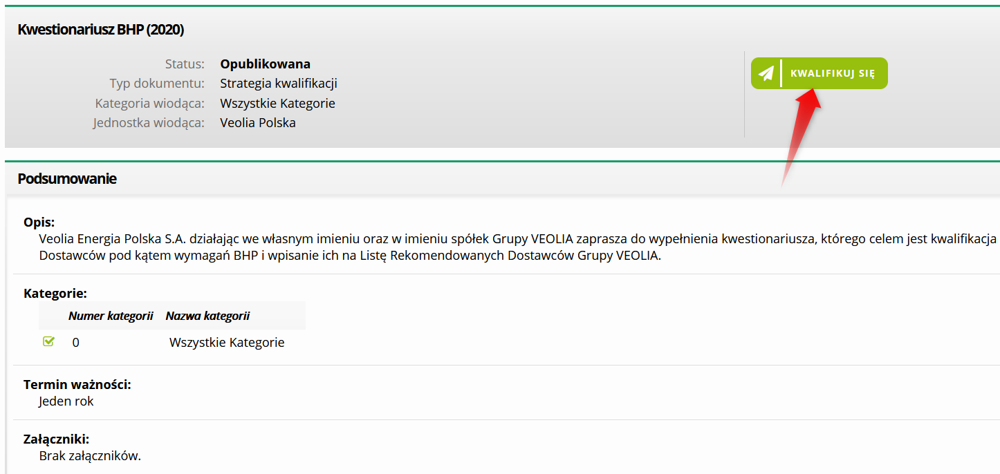 Kwestionariusz BHP (2020)
Status: Opublikowana
Typ dokumentu: Strategia kwalifikacji
Kategoria wiodąca: Wszystkie Kategorie
Jednostka wiodąca: Veolia Polska
KWALIFIKUJ SIĘ
Podsumowanie
Opis:
Veolia Energia Polska S.A. działając we własnym imieniu oraz w imieniu spółek Grupy VEOLIA zaprasza do wypełnienia kwestionariusza, którego celem jest kwalifikacja
Dostawców pod kątem wymagań BHP i wpisanie ich na Listę Rekomendowanych Dostawców Grupy VEOLIA.
Kategorie:
Numer kategorii Nazwa kategorii
0 Wszystkie Kategorie
Termin ważności:
Jeden rok
Załączniki:
Brak załączników.